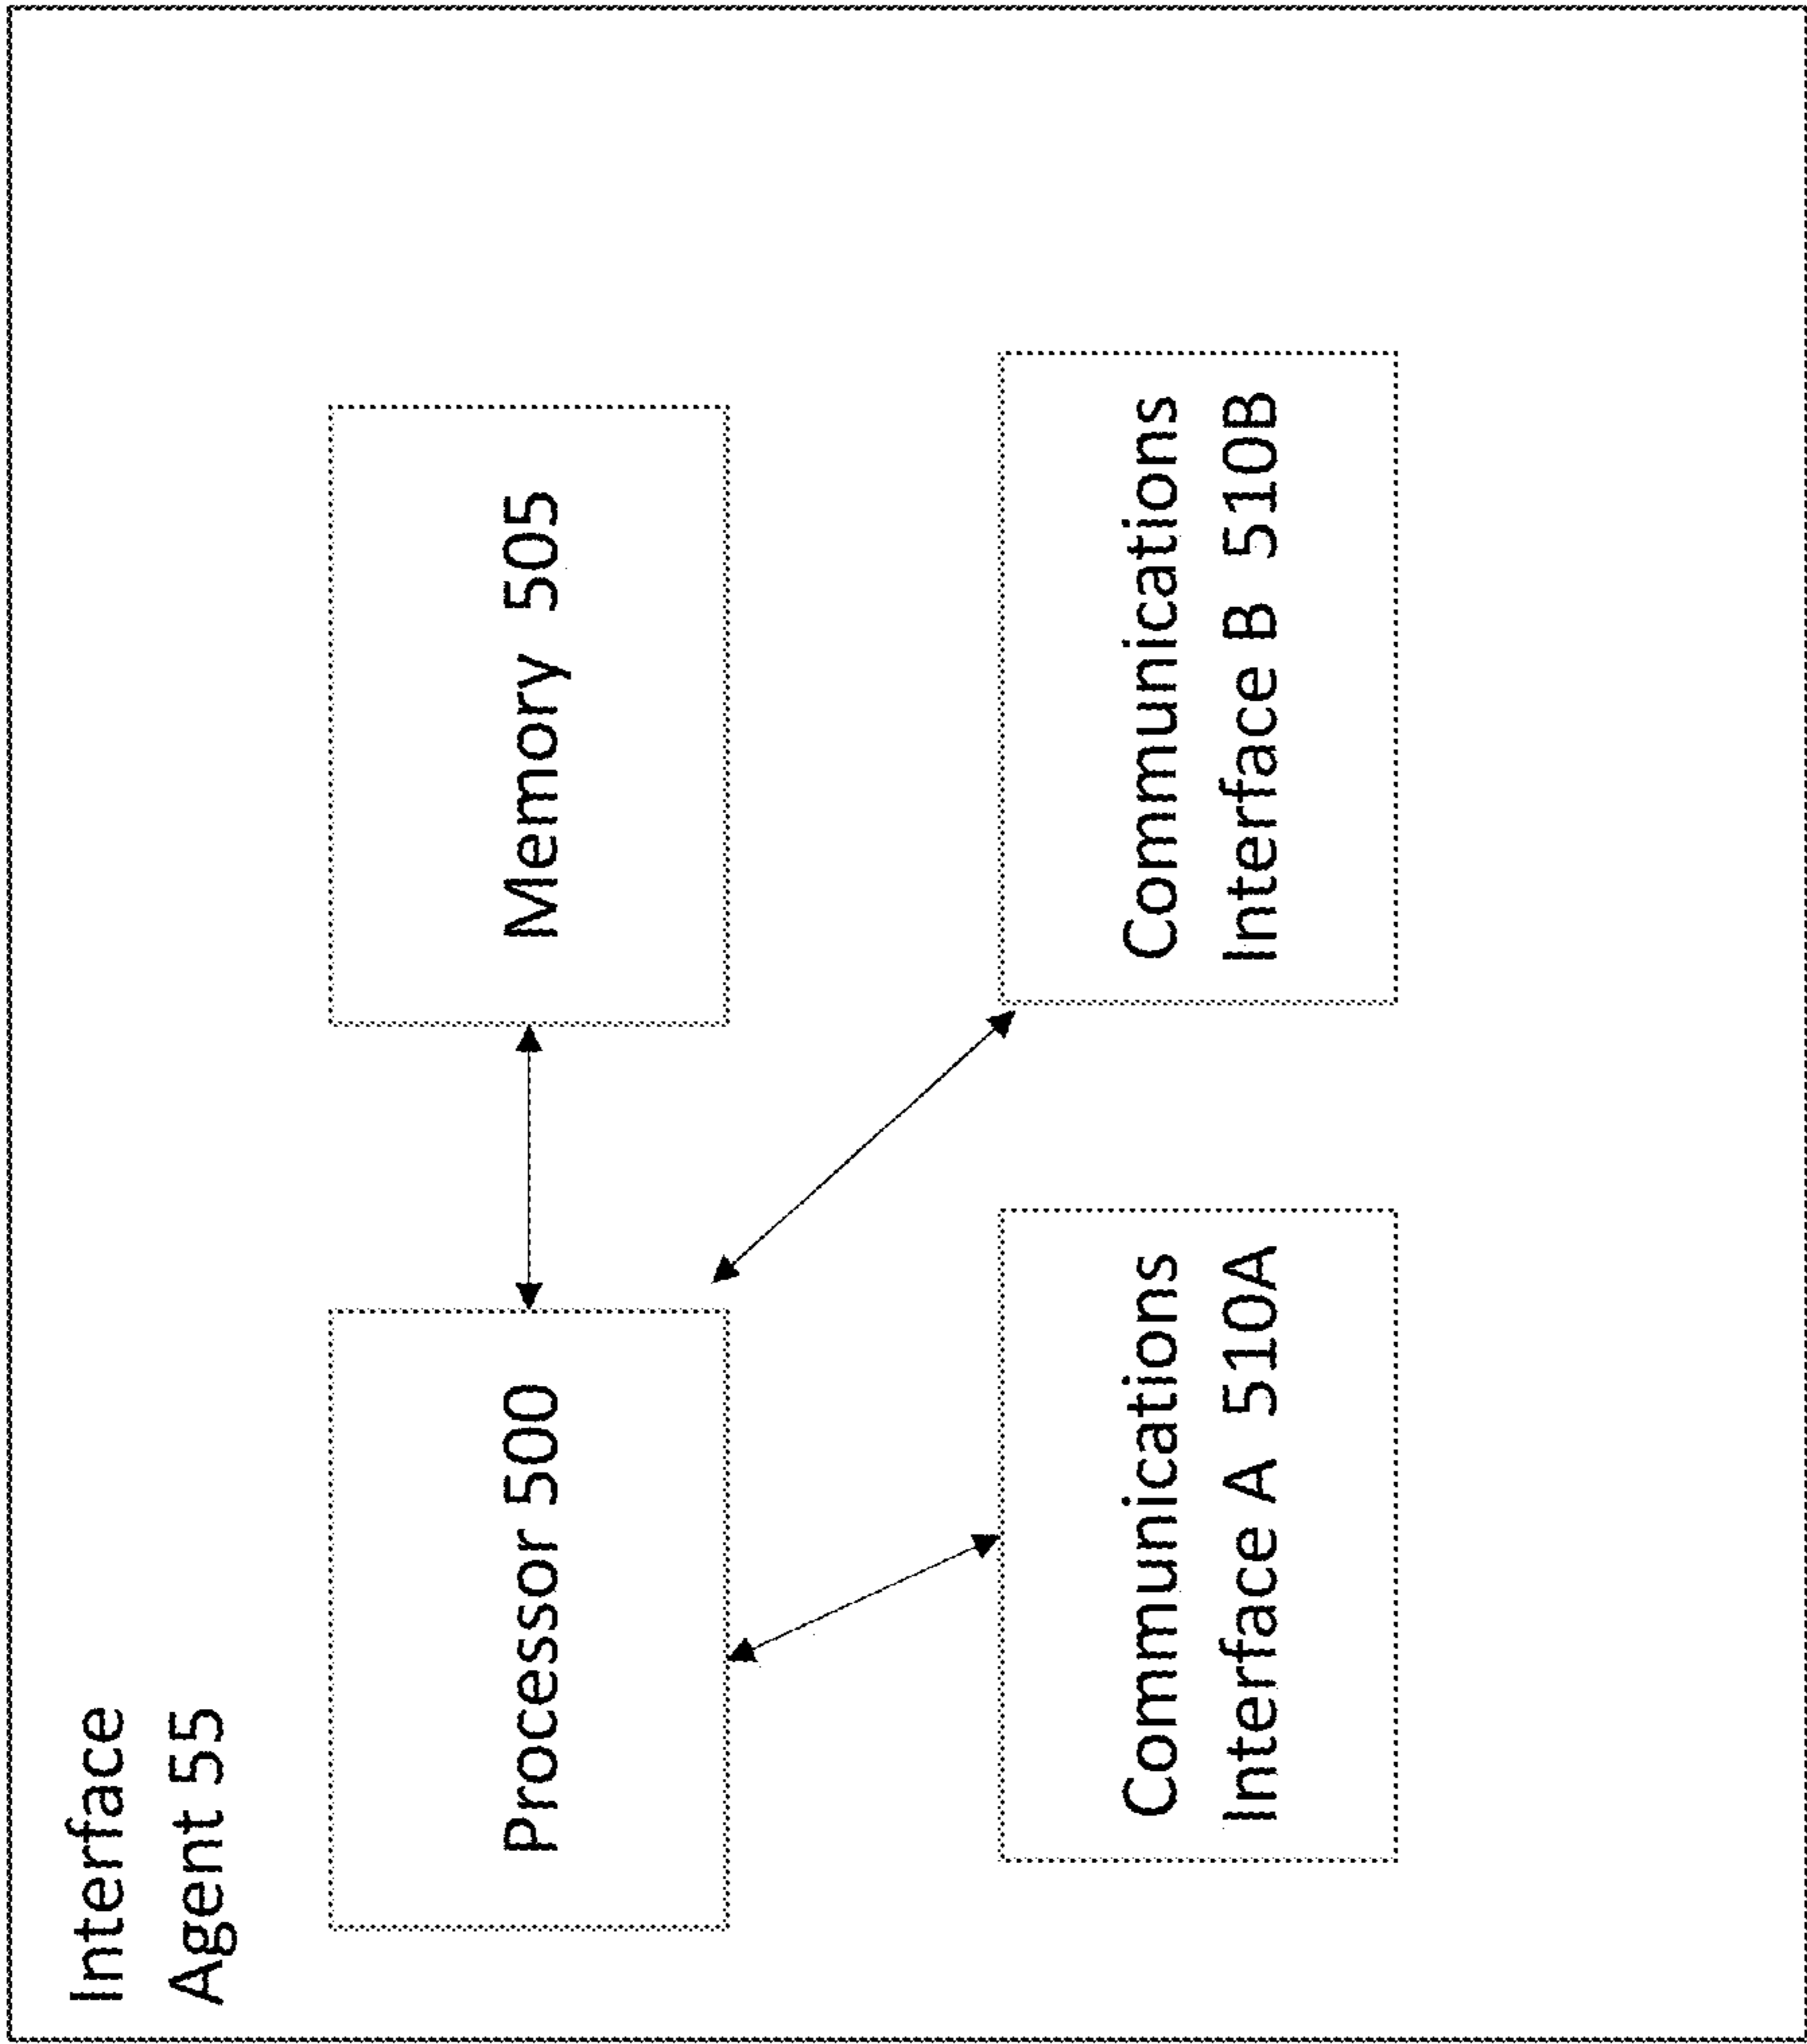 Interface
Agent 55
Processor 500
Memory 505
Communications
Interface A 510A
Communications
Interface B 510B